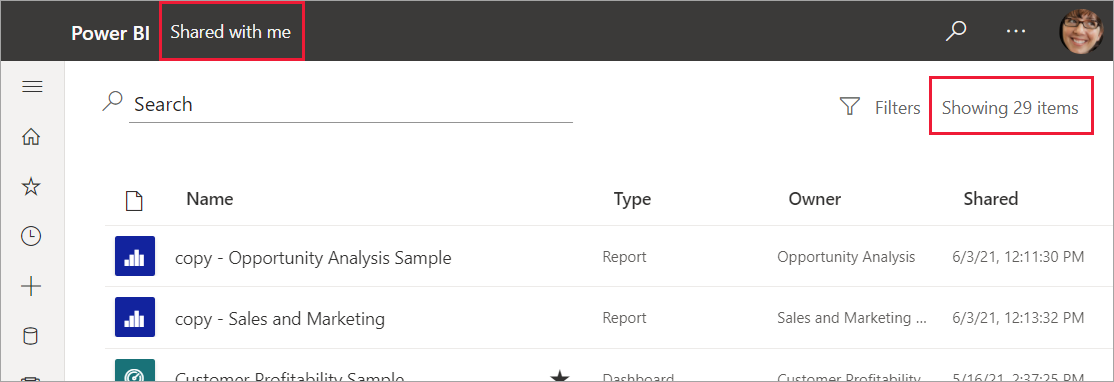 Power BI Shared with me
Search
Filters Showing 29 items
Name Type Owner Shared
copy - Opportunity Analysis Sample Report Opportunity Analysis 6/3/21, 12:11:30 PM
copy - Sales and Marketing Report Sales and Marketing ... 6/3/21, 12:13:32 PM
Customer Profitability Sample Dashboard Customer Profitability 5/16/21, 2:37:25 PM